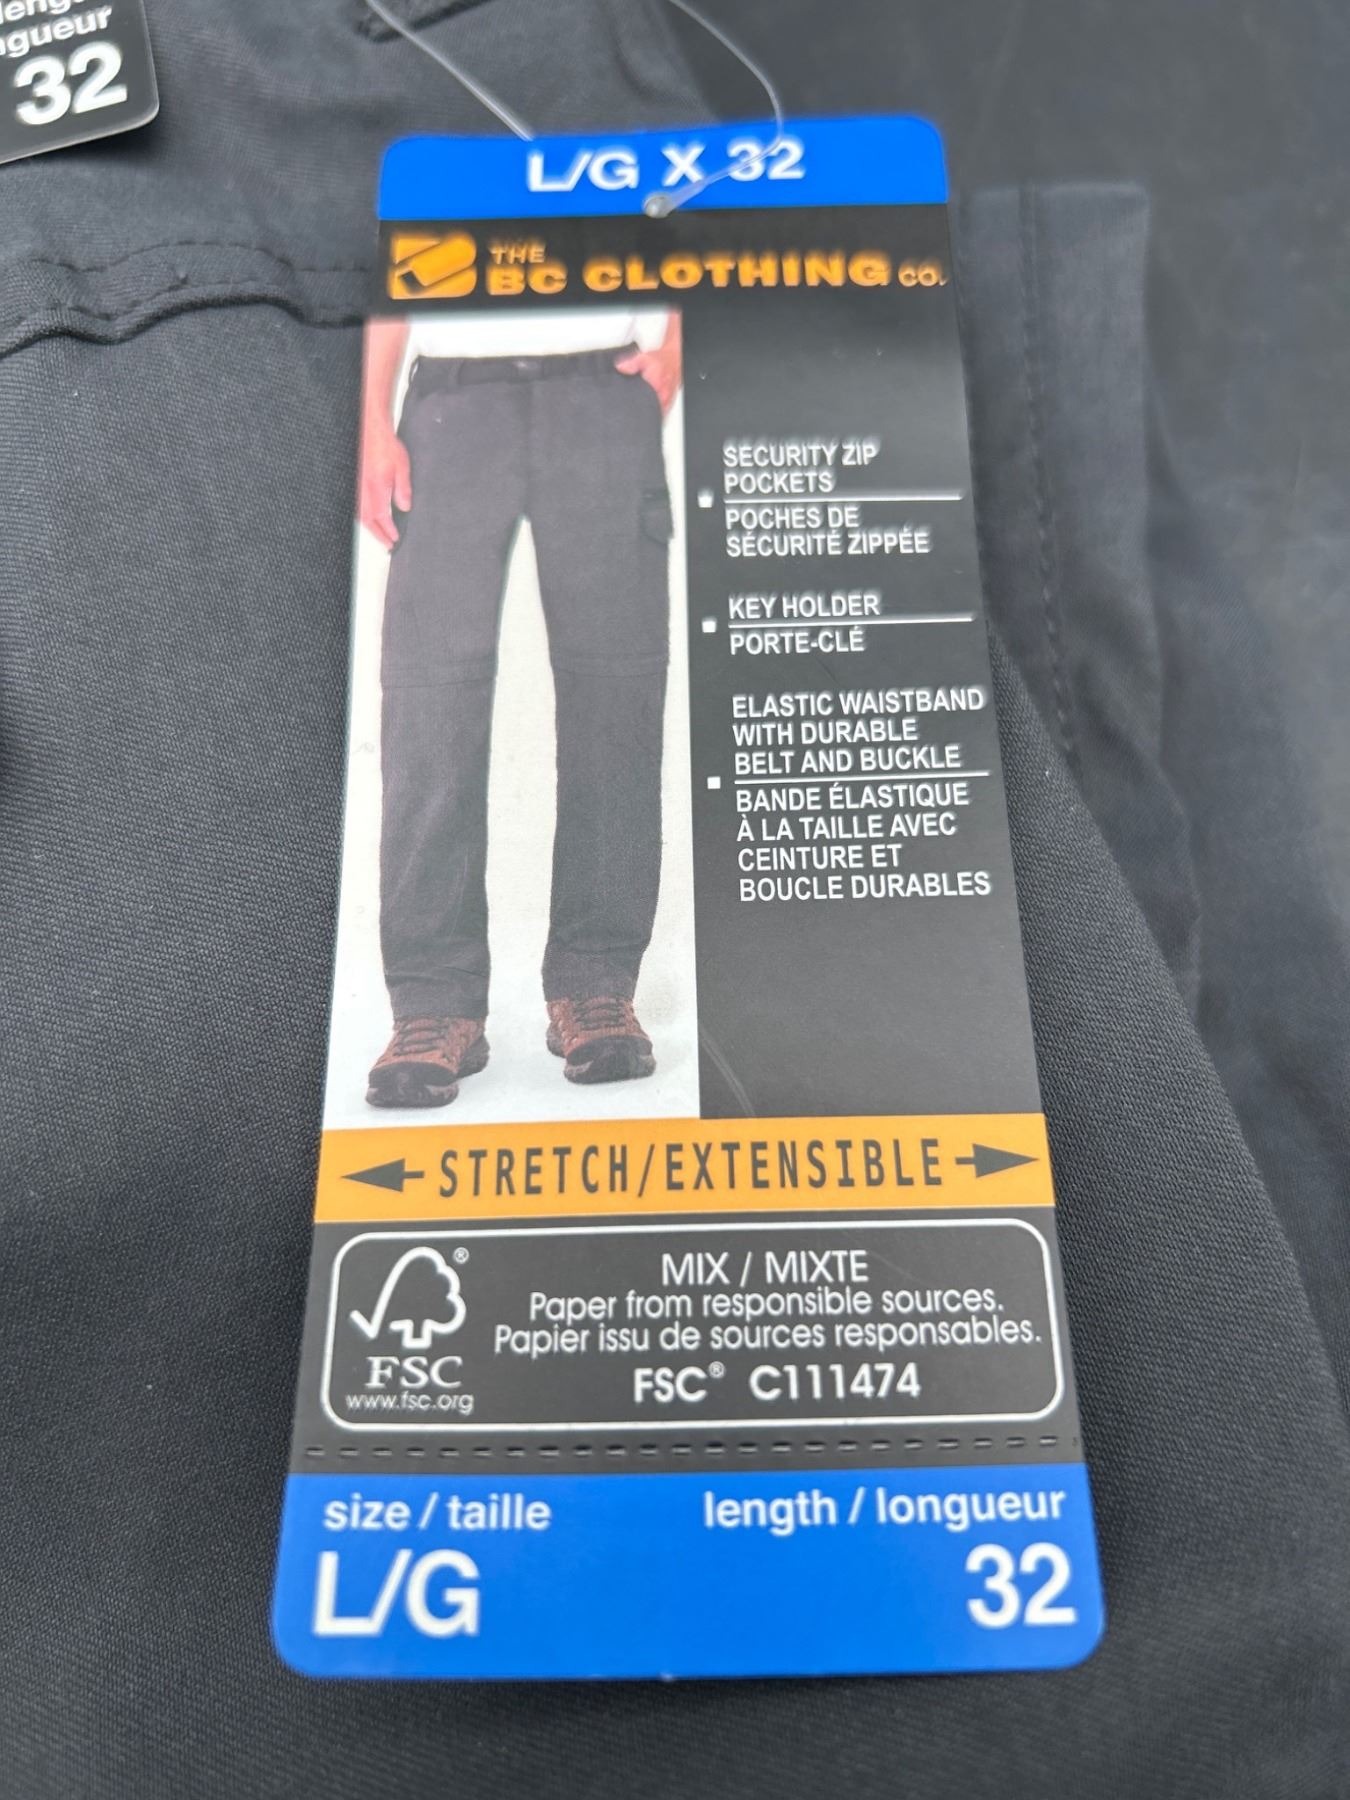 longueur
32
L/G X 32
THE
BC CLOTHING CO.
SECURITY ZIP
POCKETS
POCHES DE
SÉCURITÉ ZIPPÉE
KEY HOLDER
PORTE-CLÉ
ELASTIC WAISTBAND
WITH DURABLE
BELT AND BUCKLE
BANDE ÉLASTIQUE
À LA TAILLE AVEC
CEINTURE ET
BOUCLE DURABLES
STRETCH/EXTENSIBLE
MIX / MIXTE
Paper from responsible sources.
Papier issu de sources responsables.
FSC® C111474
®
FSC
www.fsc.org
size / taille
length / longueur
L/G
32